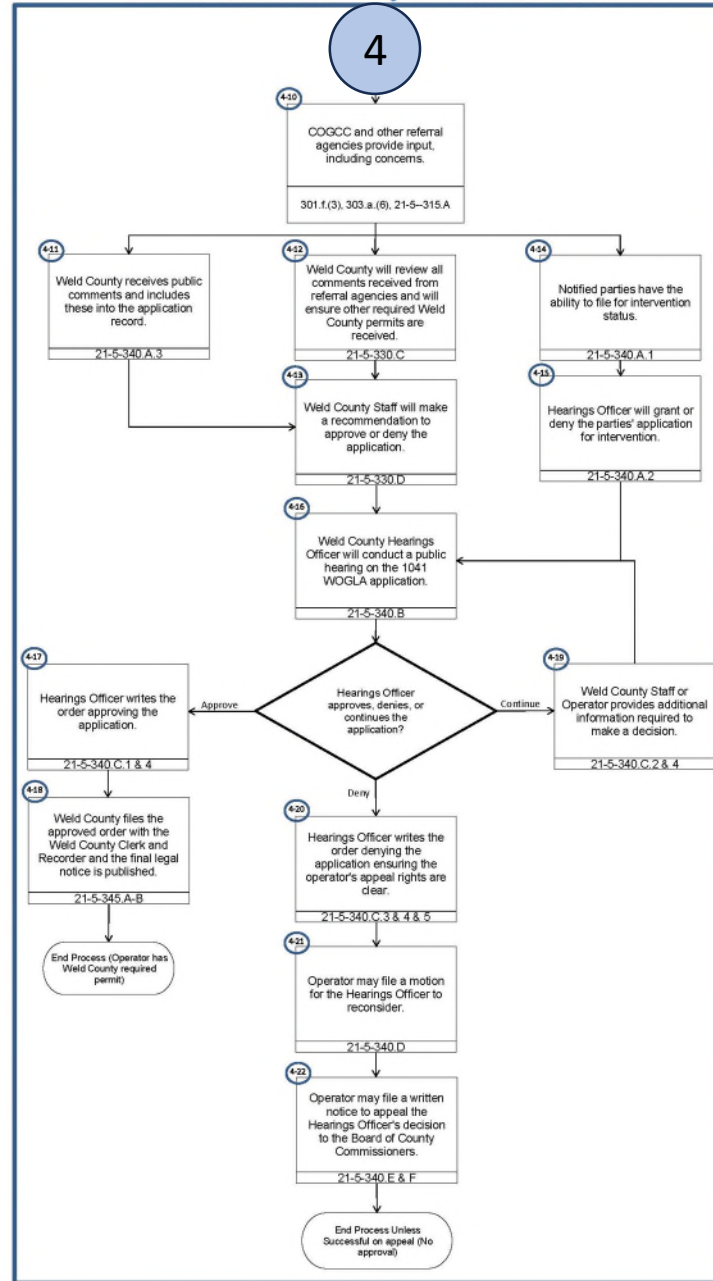 4
4-10
COGCC and other referral
agencies provide input,
including concerns.
301.f.(3), 303.a.(6), 21-5--315.A
4-11
Weld County receives public
comments and includes
these into the application
record.
21-5-340.A.3
4-12
Weld County will review all
comments received from
referral agencies and will
ensure other required Weld
County permits are
received.
21-5-330.C
4-14
Notified parties have the
ability to file for intervention
status.
21-5-340.A.1
4-13
Weld County Staff will make
a recommendation to
approve or deny the
application.
21-5-330.D
4-15
Hearings Officer will grant or
deny the parties' application
for intervention.
21-5-340.A.2
4-16
Weld County Hearings
Officer will conduct a public
hearing on the 1041
WOGLA application.
21-5-340.B
4-17
Hearings Officer writes the
order approving the
application.
21-5-340.C.1 & 4
Approve
Hearings Officer
approves, denies, or
continues the
application?
Continue
4-19
Weld County Staff or
Operator provides additional
information required to
make a decision.
21-5-340.C.2 & 4
Deny
4-18
Weld County files the
approved order with the
Weld County Clerk and
Recorder and the final legal
notice is published.
21-5-345.A-B
End Process (Operator has
Weld County required
permit)
4-20
Hearings Officer writes the
order denying the
application ensuring the
operator's appeal rights are
clear.
21-5-340.C.3 & 4 & 5
4-21
Operator may file a motion
for the Hearings Officer to
reconsider.
21-5-340.D
4-22
Operator may file a written
notice to appeal the
Hearings Officer's decision
to the Board of County
Commissioners.
21-5-340.E & F
End Process Unless
Successful on appeal (No
approval)